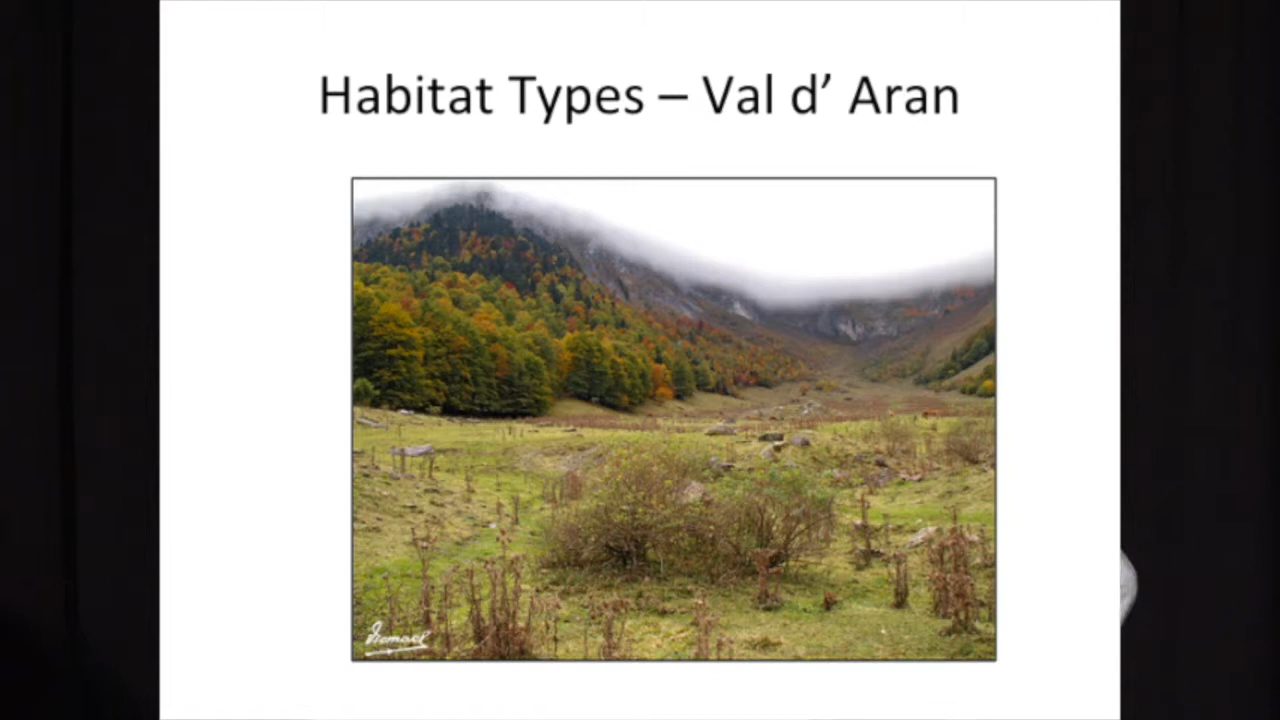 Habitat Types – Val d’ Aran